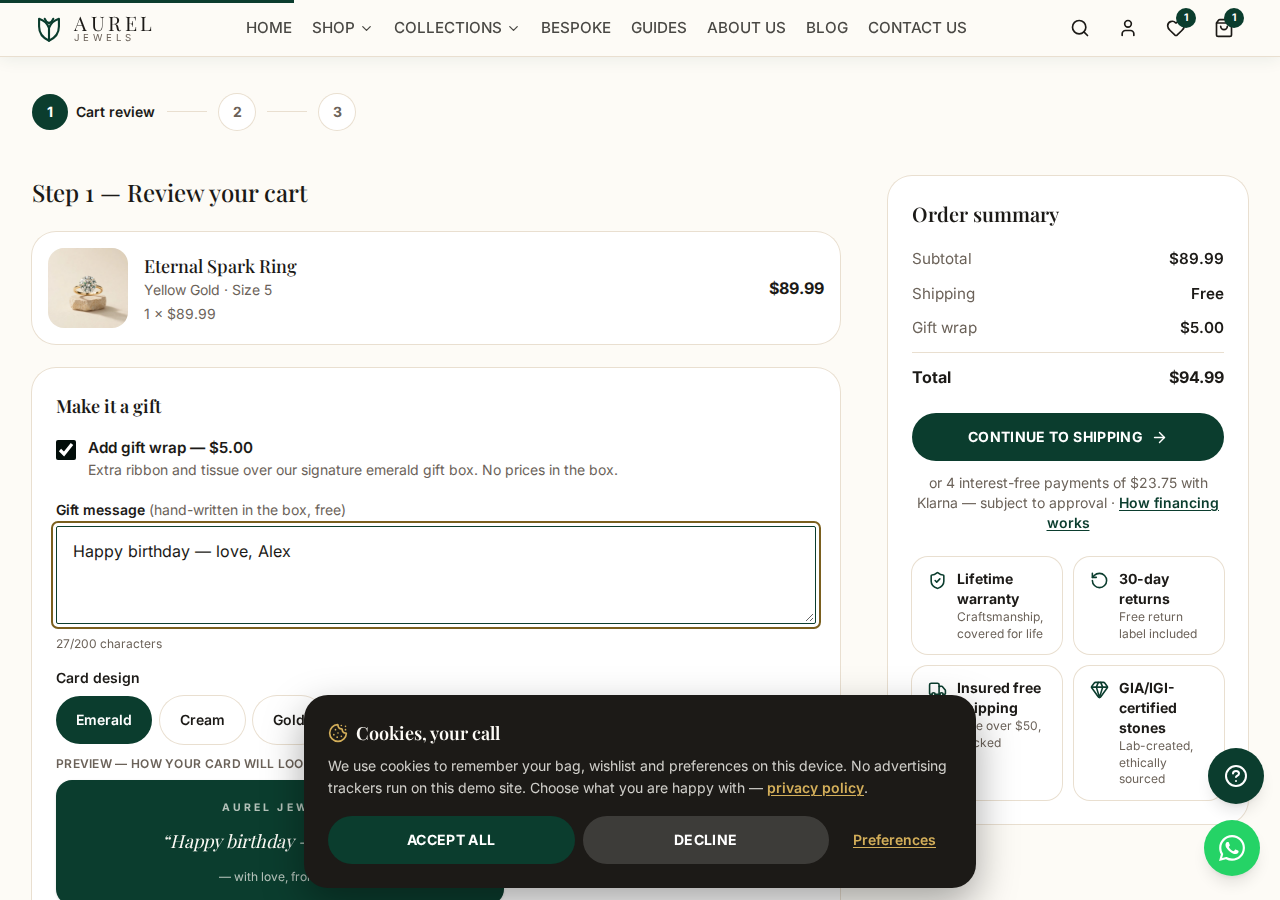 AUREL
JEWELS
HOME SHOP COLLECTIONS BESPOKE GUIDES ABOUT US BLOG CONTACT US
1 1
1 Cart review 2 3
Step 1 — Review your cart
Eternal Spark Ring
Yellow Gold · Size 5
1 × $89.99
$89.99
Make it a gift
Add gift wrap — $5.00
Extra ribbon and tissue over our signature emerald gift box. No prices in the box.
Gift message (hand-written in the box, free)
Happy birthday — love, Alex
27/200 characters
Card design
Emerald Cream Gold
PREVIEW — HOW YOUR CARD WILL
AUREL
“Happy birthday
— with love,
Order summary
Subtotal $89.99
Shipping Free
Gift wrap $5.00
Total $94.99
CONTINUE TO SHIPPING
or 4 interest-free payments of $23.75 with
Klarna — subject to approval · How financing
works
Lifetime
warranty
Craftsmanship,
covered for life
30-day
returns
Free return
label included
Insured free
over $50,
GIA/IGI-
certified
stones
Lab-created,
ethically
sourced
Cookies, your call
We use cookies to remember your bag, wishlist and preferences on this device. No advertising
trackers run on this demo site. Choose what you are happy with — privacy policy.
ACCEPT ALL DECLINE Preferences